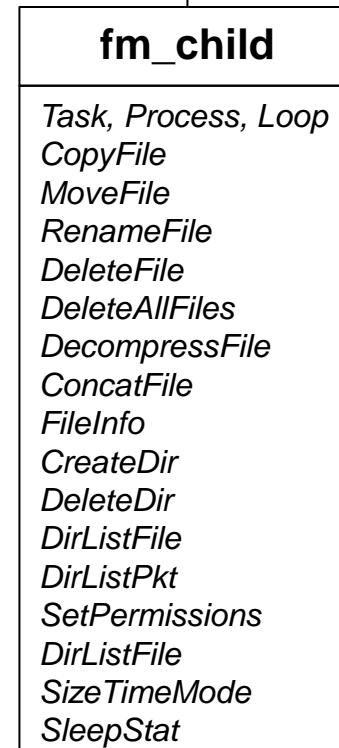 fm_child
Task, Process, Loop
CopyFile
MoveFile
RenameFile
DeleteFile
DeleteAllFiles
DecompressFile
ConcatFile
FileInfo
CreateDir
DeleteDir
DirListFile
DirListPkt
SetPermissions
DirListFile
SizeTimeMode
SleepStat